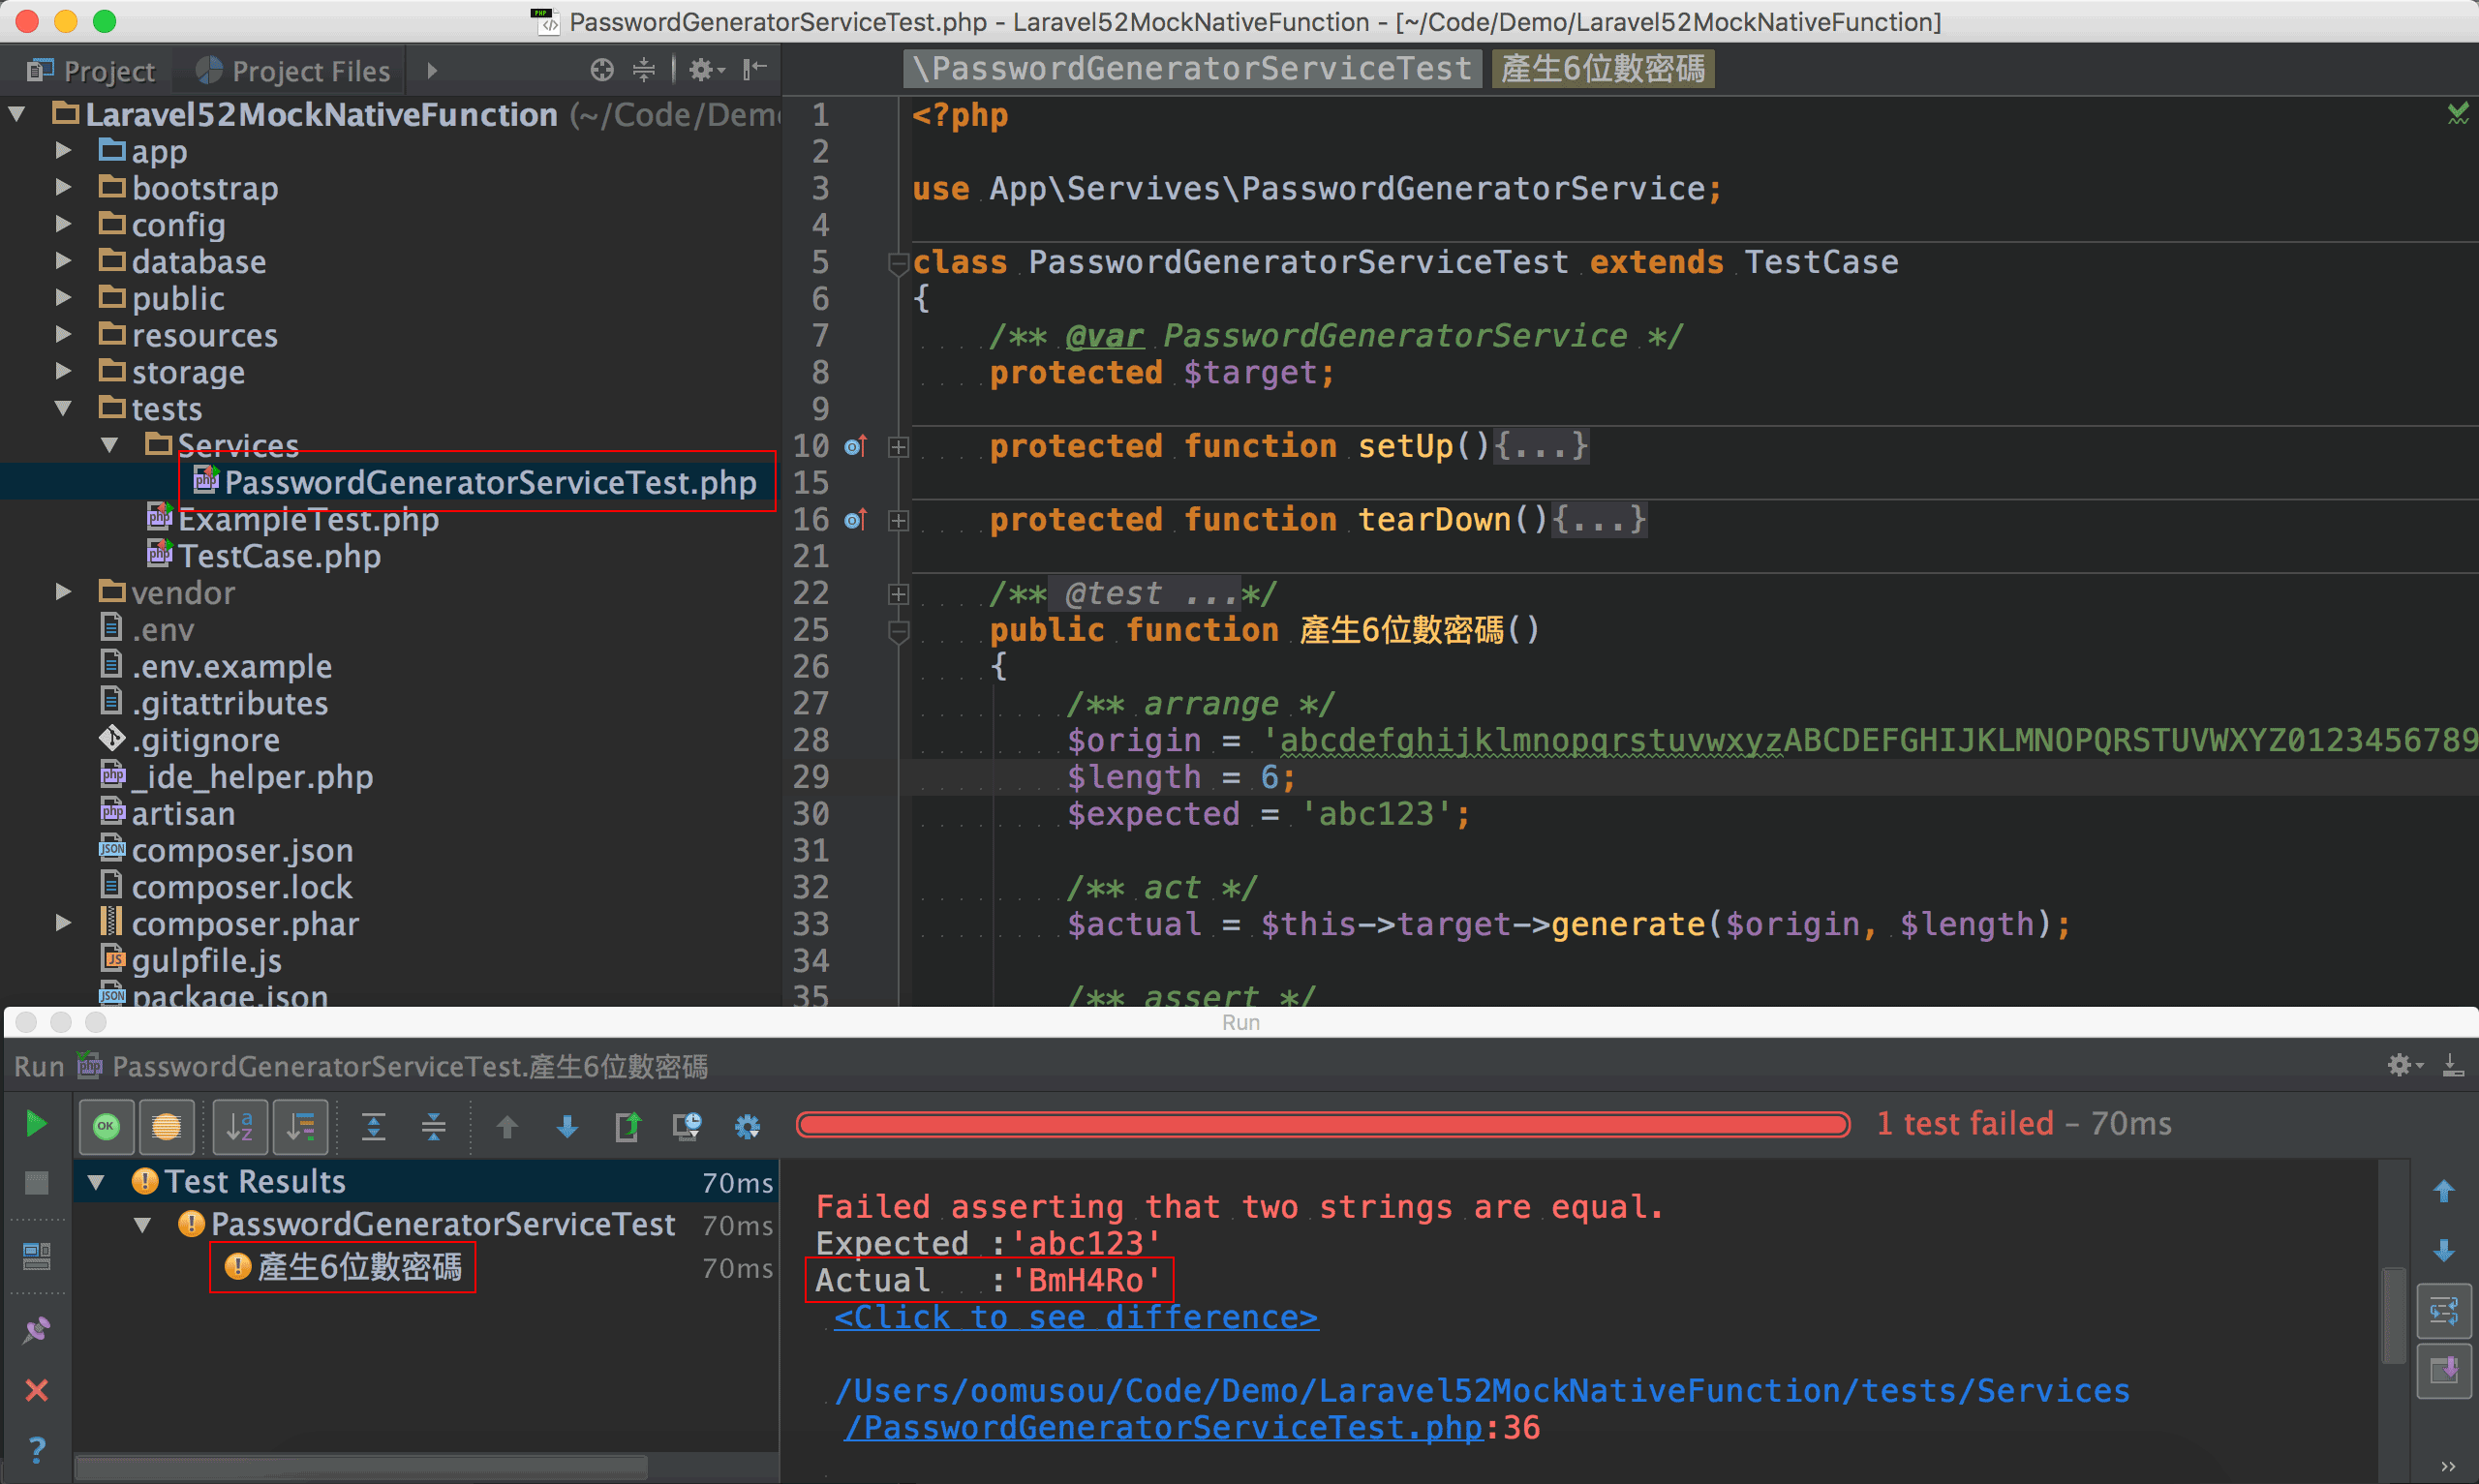 PasswordGeneratorServiceTest.php - Laravel52MockNativeFunction - [~/Code/Demo/Laravel52MockNativeFunction]
Project
Project Files
Laravel52MockNativeFunction (~/Code/Dem
app
bootstrap
config
database
public
resources
storage
tests
Services
PasswordGeneratorServiceTest.php
ExampleTest.php
TestCase.php
vendor
.env
.env.example
.gitattributes
.gitignore
_ide_helper.php
artisan
composer.json
composer.lock
composer.phar
gulpfile.js
package.json
\PasswordGeneratorServiceTest 產生6位數密碼
1 <?php
2
3 use App\Servives\PasswordGeneratorService;
4
5 class PasswordGeneratorServiceTest extends TestCase
6 {
7 /** @var PasswordGeneratorService */
8 protected $target;
9
10 protected function setUp(){...}
15
16 protected function tearDown(){...}
21
22 /** @test ...*/
25 public function 產生6位數密碼()
26 {
27 /** arrange */
28 $origin = 'abcdefghijklmnopqrstuvwxyzABCDEFGHIJKLMNOPQRSTUVWXYZ0123456789
29 $length = 6;
30 $expected = 'abc123';
31
32 /** act */
33 $actual = $this->target->generate($origin, $length);
34
35 /** assert */
Run
Run PasswordGeneratorServiceTest.產生6位數密碼
1 test failed – 70ms
Test Results 70ms
PasswordGeneratorServiceTest 70ms
產生6位數密碼 70ms
Failed asserting that two strings are equal.
Expected :'abc123'
Actual :'BmH4Ro'
<Click to see difference>
/Users/oomusou/Code/Demo/Laravel52MockNativeFunction/tests/Services
/PasswordGeneratorServiceTest.php:36